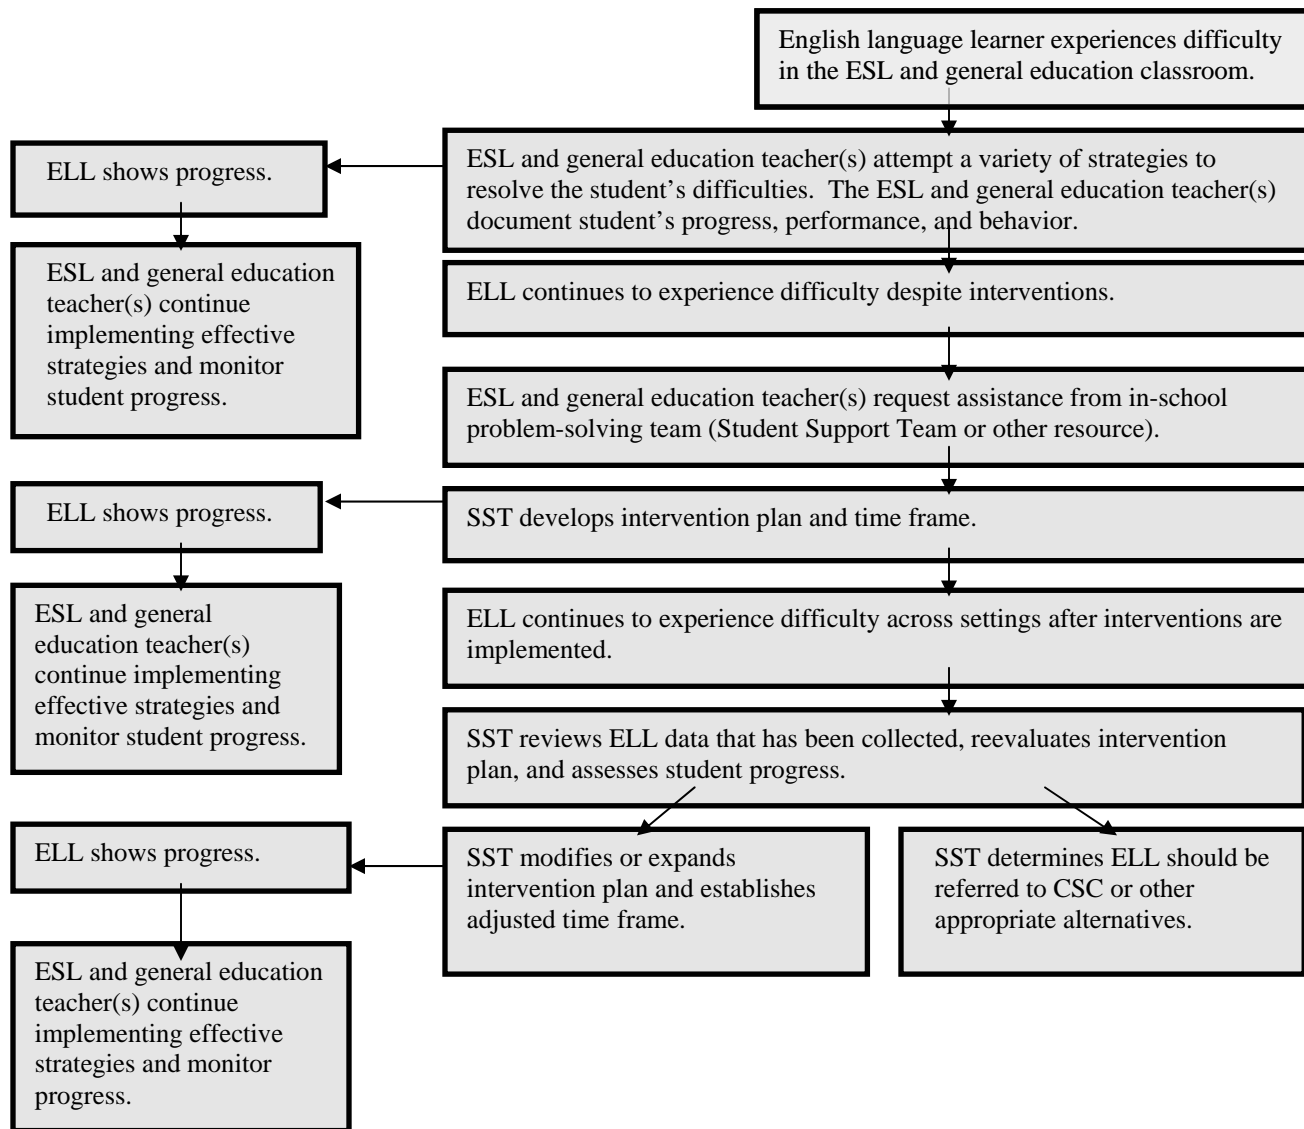 English language learner experiences difficulty
in the ESL and general education classroom.
ESL and general education teacher(s) attempt a variety of strategies to
resolve the student’s difficulties.  The ESL and general education teacher(s)
document student’s progress, performance, and behavior.
ELL shows progress.
ESL and general education
teacher(s) continue
implementing effective
strategies and monitor
student progress.
ELL continues to experience difficulty despite interventions.
ESL and general education teacher(s) request assistance from in-school
problem-solving team (Student Support Team or other resource).
SST develops intervention plan and time frame.
ELL shows progress.
ESL and general
education teacher(s)
continue implementing
effective strategies and
monitor student progress.
ELL continues to experience difficulty across settings after interventions are
implemented.
SST reviews ELL data that has been collected, reevaluates intervention
plan, and assesses student progress.
SST modifies or expands
intervention plan and establishes
adjusted time frame.
SST determines ELL should be
referred to CSC or other
appropriate alternatives.
ELL shows progress.
ESL and general education
teacher(s) continue
implementing effective
strategies and monitor
progress.